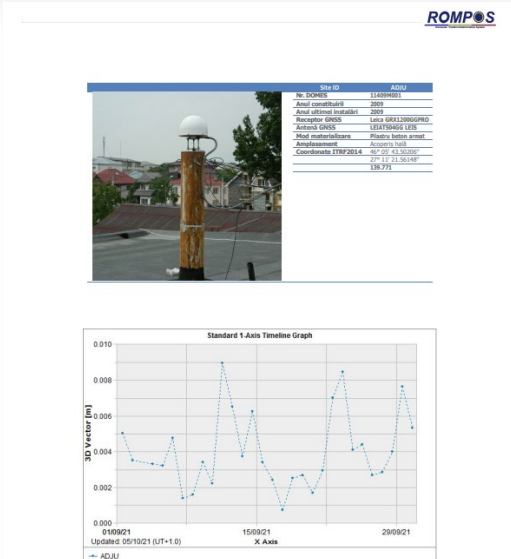 ROMPOS
Site ID ADJU
Nr. DOMES 11409M001
Anul constituirii 2009
Anul ultimei instalări 2009
Receptor GNSS Leica GRX1200GGPRO
Antenă GNSS LEIAT504GG LEIS
Mod materializare Pilastru beton armat
Amplasament Acoperiș hală
Coordonate ITRF2014 46° 05' 43.50206"
27° 11' 21.56148"
139.771
Standard 1-Axis Timeline Graph
3D Vector [m]
0.010
0.008
0.006
0.004
0.002
0.000
01/09/21 15/09/21 29/09/21
Updated: 05/10/21 (UT+1.0) X Axis
ADJU